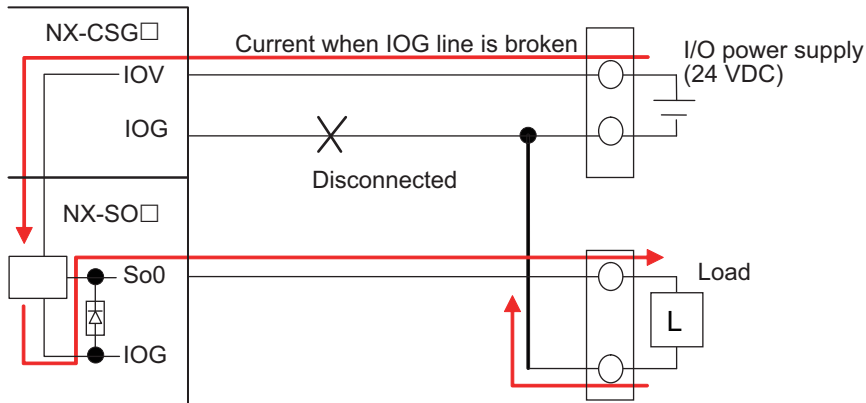 NX-CSG□
Current when IOG line is broken
I/O power supply
(24 VDC)
IOV
IOG
Disconnected
NX-SO□
So0
Load
L
IOG